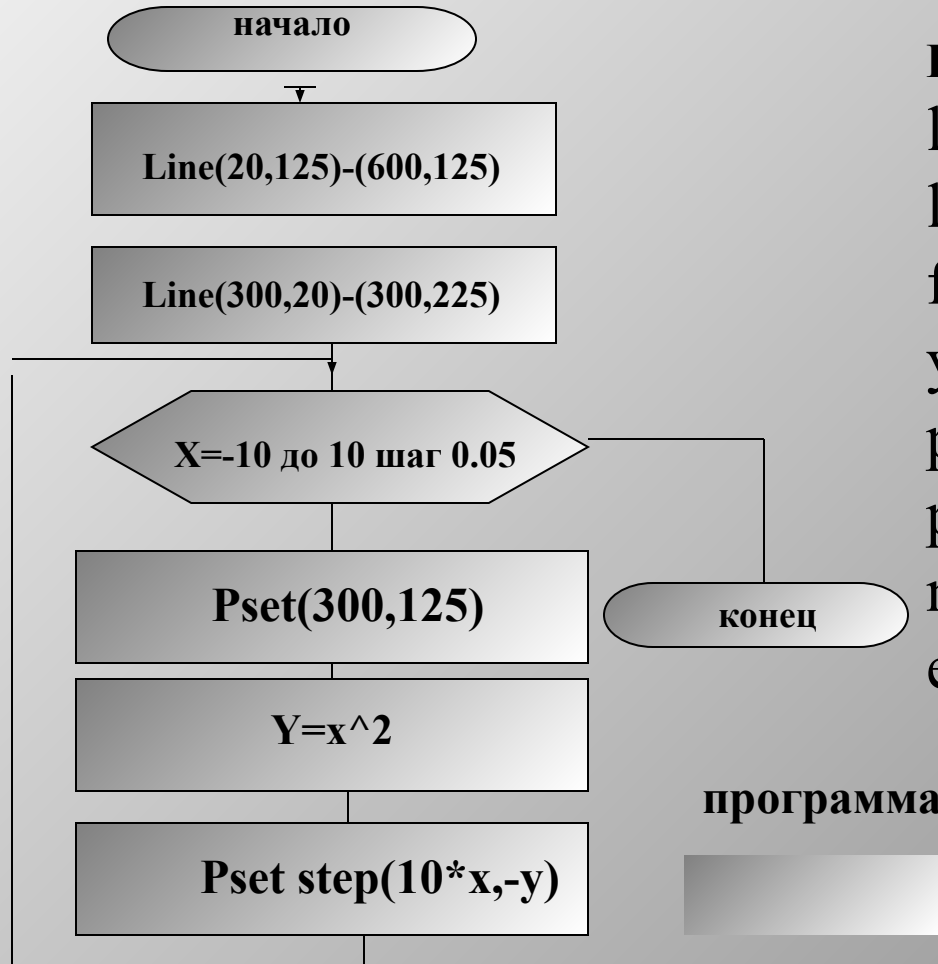 начало
Line(20,125)-(600,125)
Line(300,20)-(300,225)
X=-10 до 10 шаг 0.05
Pset(300,125)
конец
Y=x^2
Pset step(10*x,-y)
программа